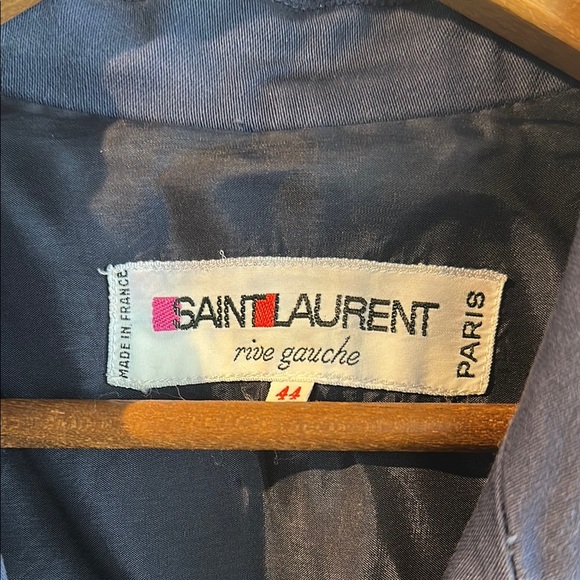 MADE IN FRANCE
SAINT LAURENT
rive gauche
PARIS
44